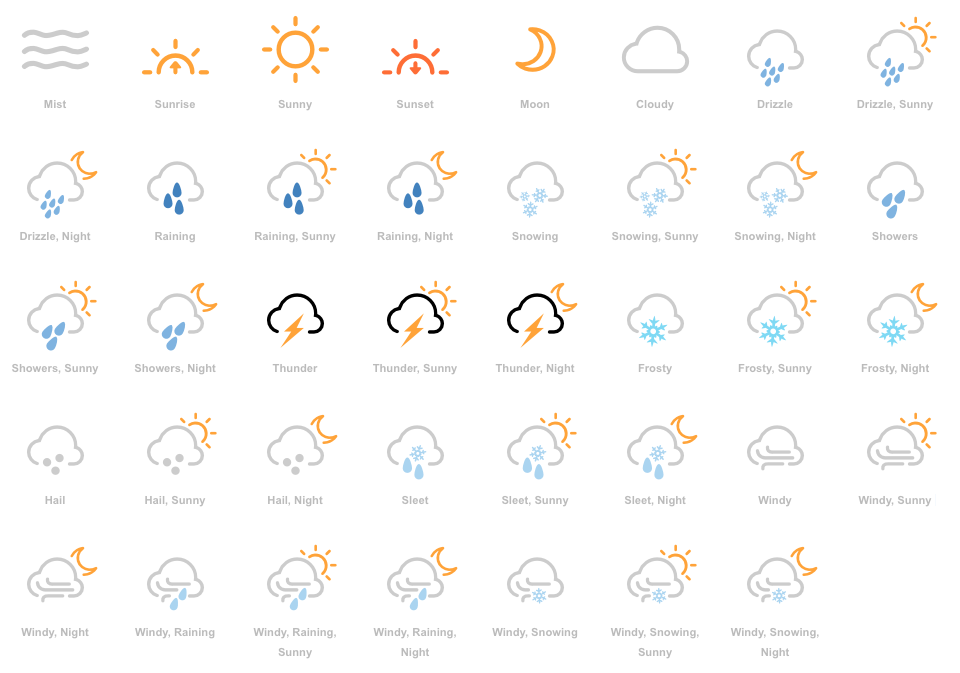 Mist
Sunrise
Sunny
Sunset
Moon
Cloudy
Drizzle
Drizzle, Sunny
Drizzle, Night
Raining
Raining, Sunny
Raining, Night
Snowing
Snowing, Sunny
Snowing, Night
Showers
Showers, Sunny
Showers, Night
Thunder
Thunder, Sunny
Thunder, Night
Frosty
Frosty, Sunny
Frosty, Night
Hail
Hail, Sunny
Hail, Night
Sleet
Sleet, Sunny
Sleet, Night
Windy
Windy, Sunny
Windy, Night
Windy, Raining
Windy, Raining,
Sunny
Windy, Raining,
Night
Windy, Snowing
Windy, Snowing,
Sunny
Windy, Snowing,
Night